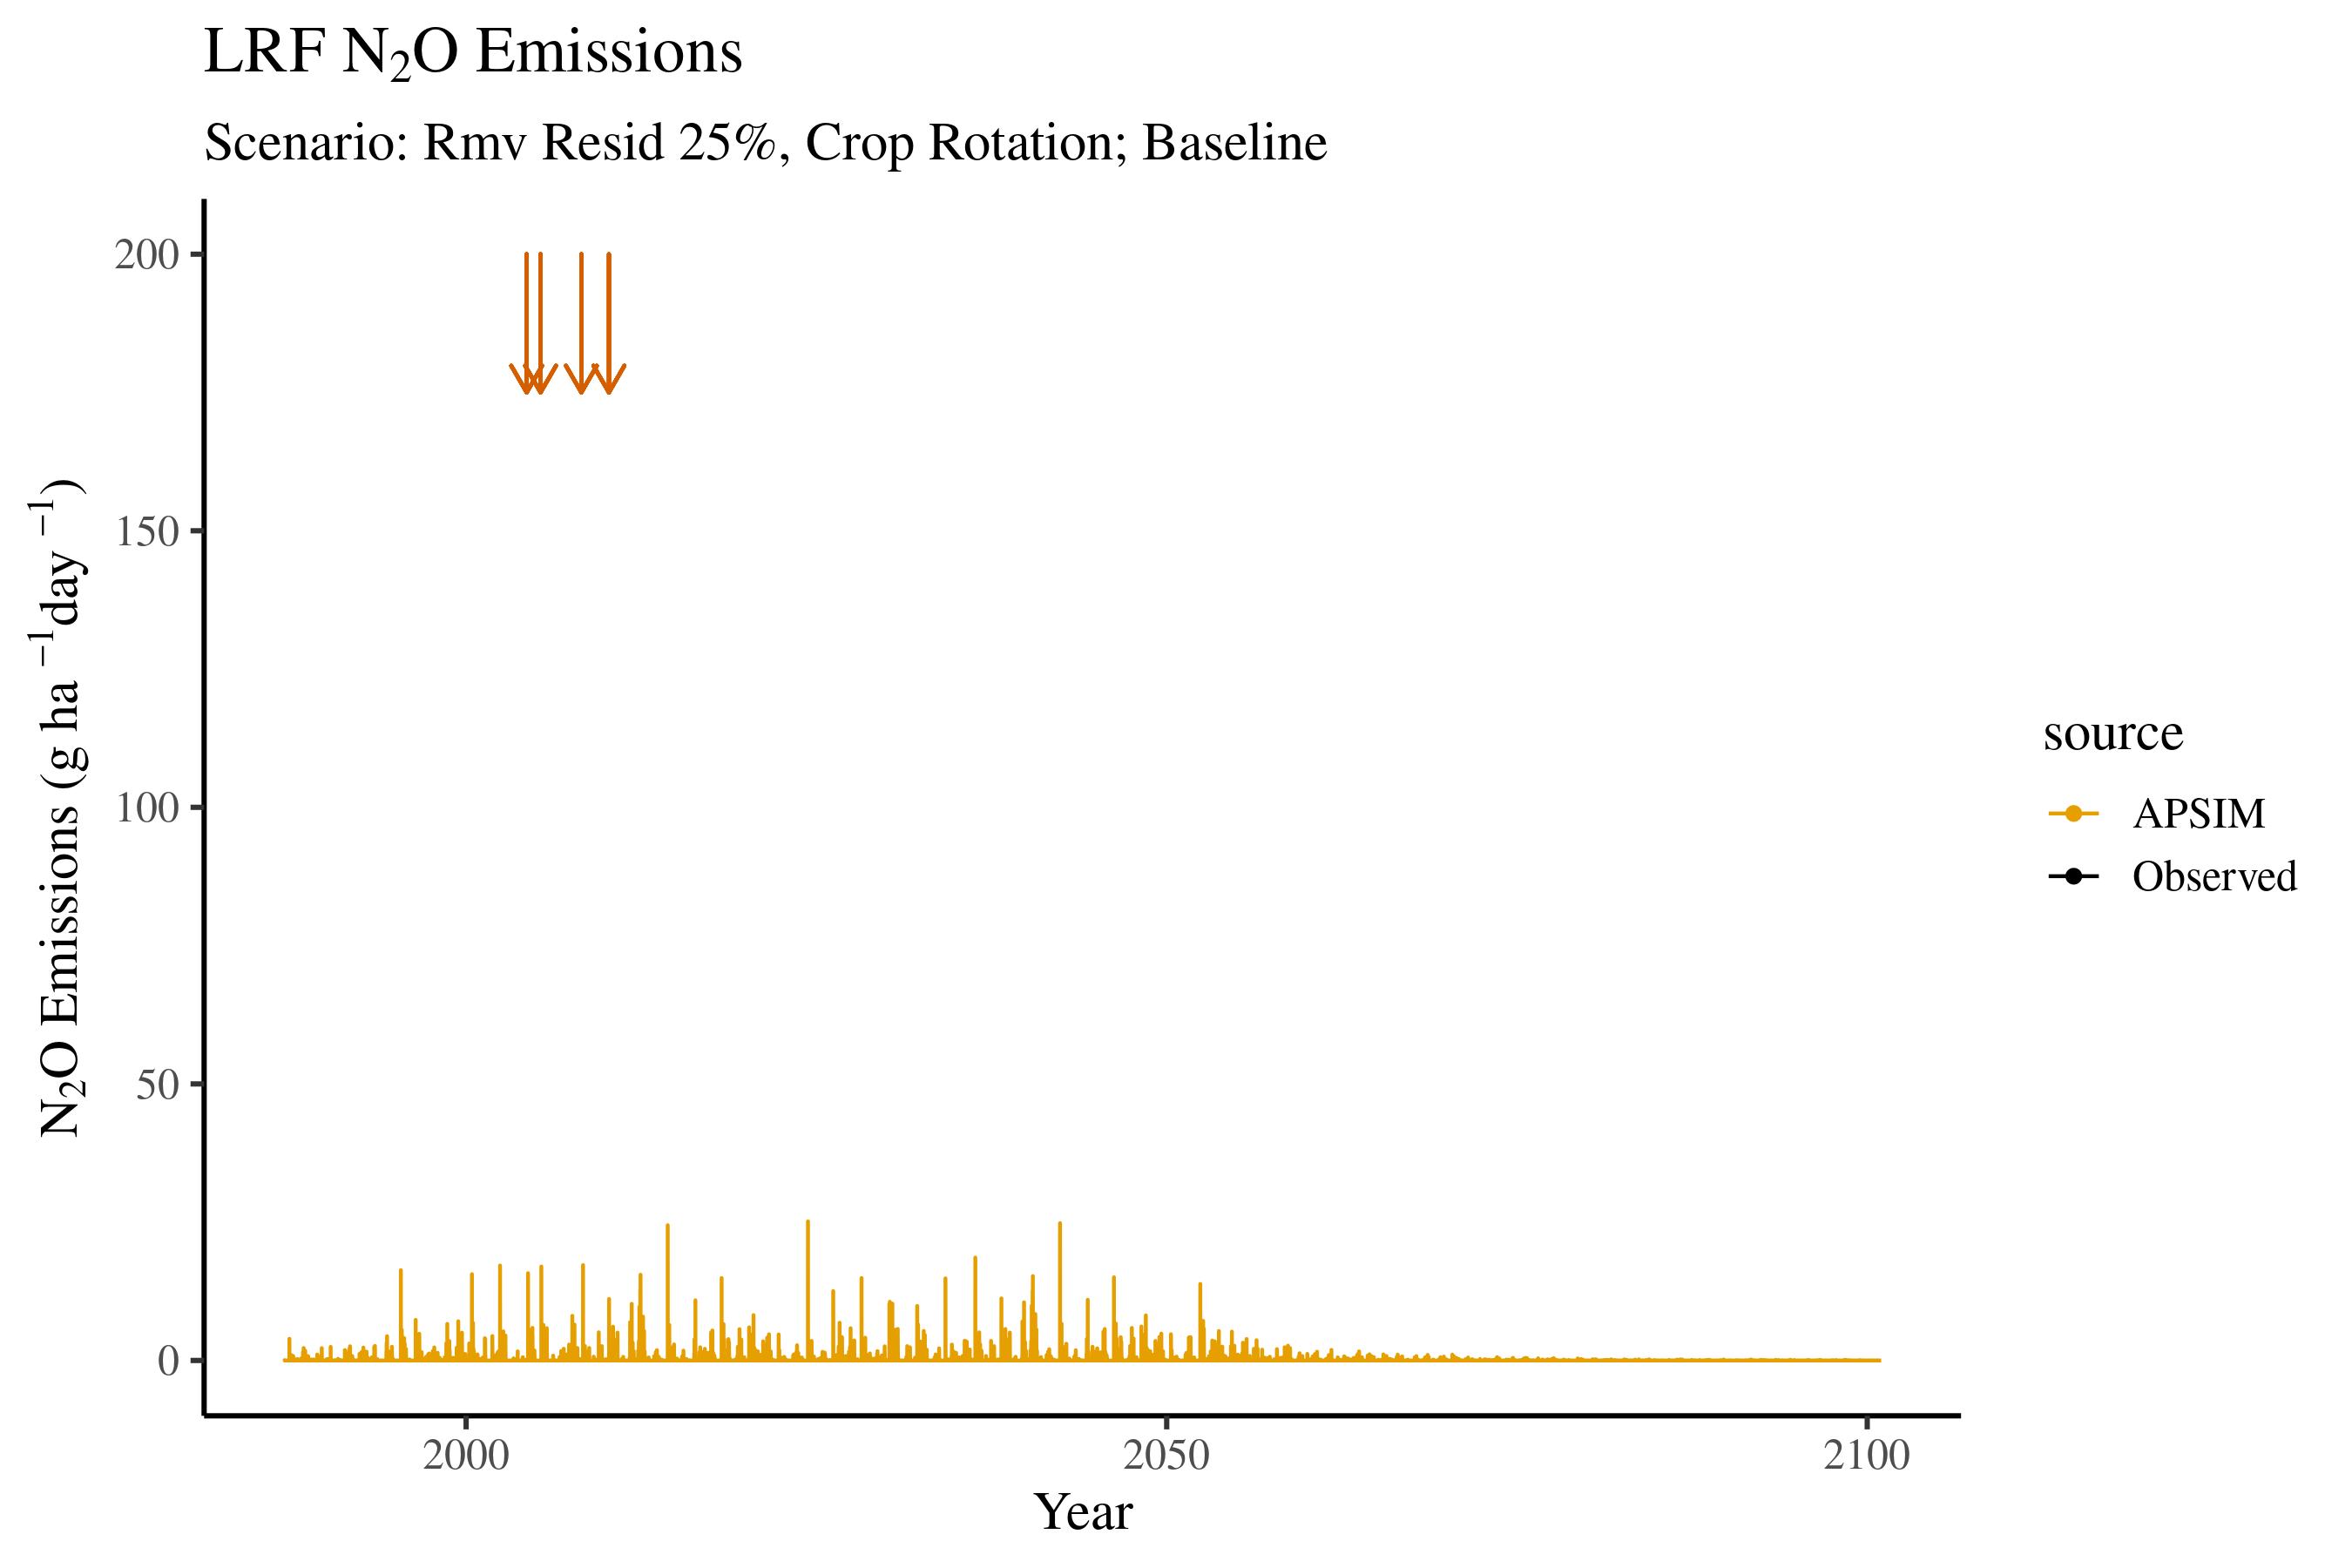 LRF N₂O Emissions
Scenario: Rmv Resid 25%, Crop Rotation; Baseline
N₂O Emissions (g ha ⁻¹day ⁻¹)
200
150
100
50
0
2000
2050
2100
Year
source
APSIM
Observed